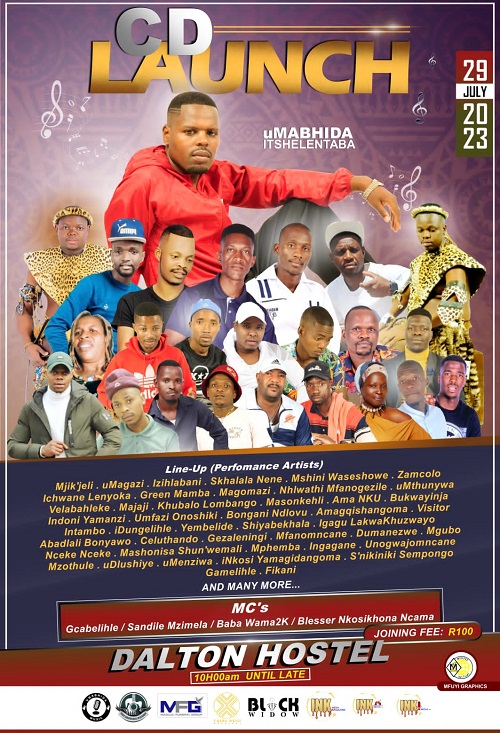 CD
LAUNCH
29
JULY
20
23
uMABHIDA
ITSHELENTABA
Line-Up (Perfomance Artists)
Mjik'jeli . uMagazi . Izihlabani . Skhalala Nene . Mshini Waseshowe . Zamcolo
Ichwane Lenyoka . Green Mamba . Magomazi . Nhlwathi Mfanogezile . uMthunywa
Velabahleke . Majaji . Khubalo Lombango . Masonkehli . Ama NKU . Bukwayinja
Indoni Yamanzi . Umfazi Onoshiki . Bongani Ndlovu . Amagqishangoma . Visitor
Intambo . iDungelihle . Yembelide . Shiyabekhala . Igagu LakwaKhuzwayo
Abadlali Bonyawo . Celuthando . Gezaleningi . Mfanomncane . Dumanezwe . Mgubo
Nceke Nceke . Mashonisa Shun'wemali . Mphemba . Ingagane . Unogwajomncane
Mzothule . uDlushiye . uMenziwa . iNkosi Yamagidangoma . S'nikiniki Sempongo
Gamelihle . Fikani
AND MANY MORE...
MC's
Gcabelihle / Sandile Mzimela / Baba Wama2K / Blesser Nkosikhona Ncama
JOINING FEE: R100
DALTON HOSTEL
10H00am UNTIL LATE
MFUYI GRAPHICS
MFG
BLACK
WIDOW
INK
INK
INK